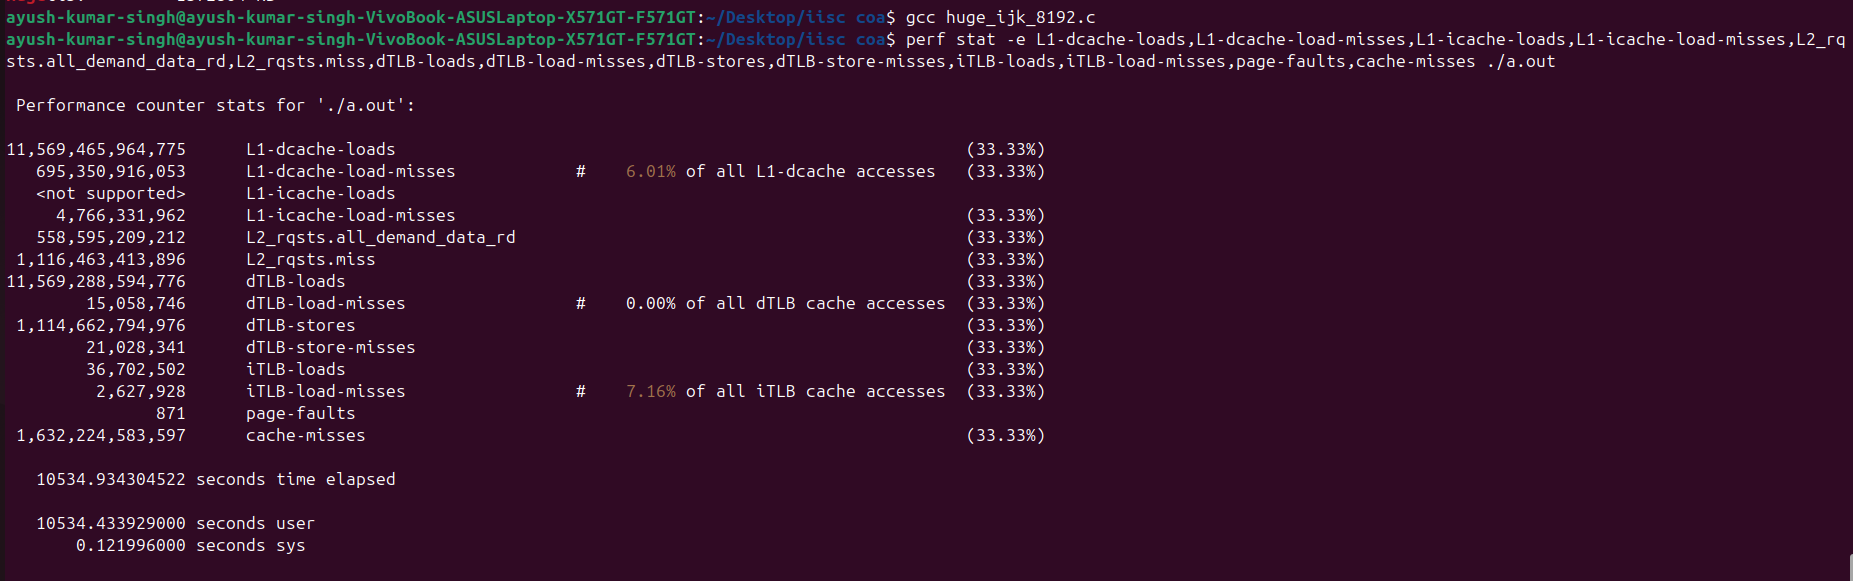 ayush-kumar-singh@ayush-kumar-singh-VivoBook-ASUSLaptop-X571GT-F571GT:~/Desktop/iisc coa$ gcc huge_ijk_8192.c
ayush-kumar-singh@ayush-kumar-singh-VivoBook-ASUSLaptop-X571GT-F571GT:~/Desktop/iisc coa$ perf stat -e L1-dcache-loads,L1-dcache-load-misses,L1-icache-loads,L1-icache-load-misses,L2_rq
sts.all_demand_data_rd,L2_rqsts.miss,dTLB-loads,dTLB-load-misses,dTLB-stores,dTLB-store-misses,iTLB-loads,iTLB-load-misses,page-faults,cache-misses ./a.out
Performance counter stats for './a.out':
11,569,465,964,775 L1-dcache-loads (33.33%)
695,350,916,053 L1-dcache-load-misses # 6.01% of all L1-dcache accesses (33.33%)
<not supported> L1-icache-loads
4,766,331,962 L1-icache-load-misses (33.33%)
558,595,209,212 L2_rqsts.all_demand_data_rd (33.33%)
1,116,463,413,896 L2_rqsts.miss (33.33%)
11,569,288,594,776 dTLB-loads (33.33%)
15,058,746 dTLB-load-misses # 0.00% of all dTLB cache accesses (33.33%)
1,114,662,794,976 dTLB-stores (33.33%)
21,028,341 dTLB-store-misses (33.33%)
36,702,502 iTLB-loads (33.33%)
2,627,928 iTLB-load-misses # 7.16% of all iTLB cache accesses (33.33%)
871 page-faults
1,632,224,583,597 cache-misses (33.33%)
10534.934304522 seconds time elapsed
10534.433929000 seconds user
0.121996000 seconds sys